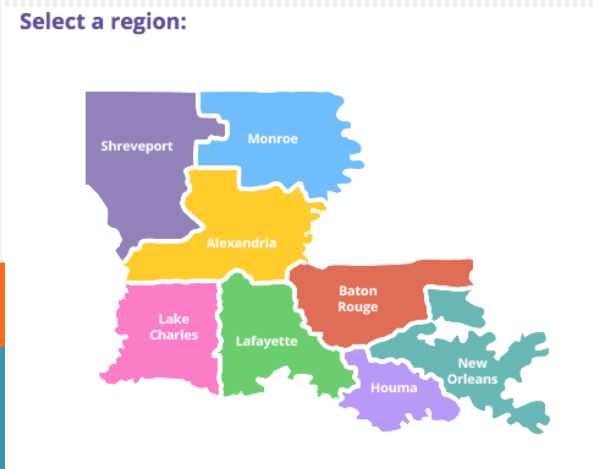 Select a region:
Shreveport
Monroe
Alexandria
Baton
Rouge
Lake
Charles
Lafayette
New
Orleans
Houma